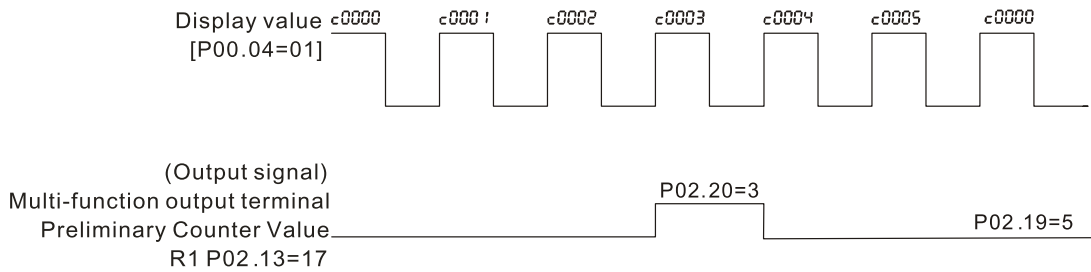 Display value c0000 c0001 c0002 c0003 c0004 c0005 c0000
[P00.04=01]
(Output signal)
Multi-function output terminal
P02.20=3
Preliminary Counter Value
P02.19=5
R1 P02.13=17